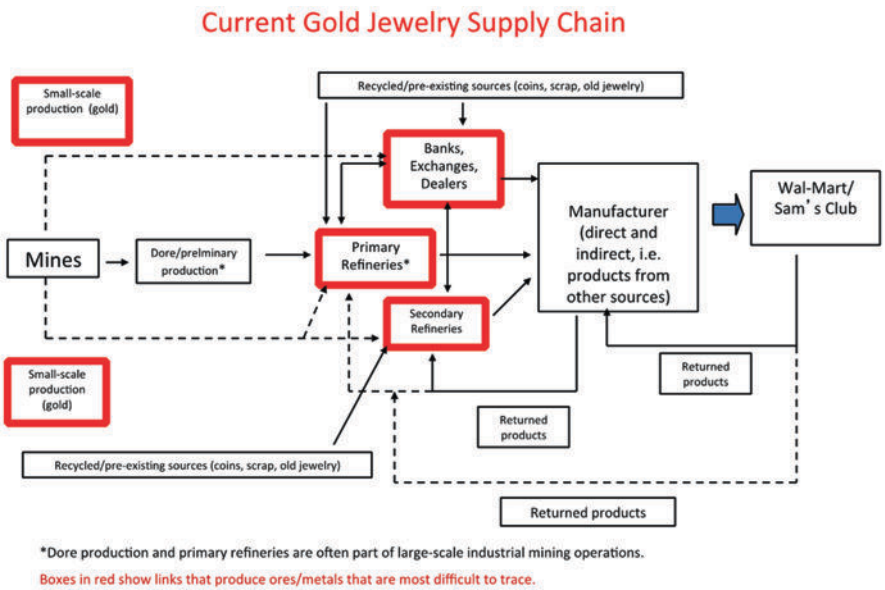 Current Gold Jewelry Supply Chain
Small-scale
production (gold)
Recycled/pre-existing sources (coins, scrap, old jewelry)
Banks,
Exchanges,
Dealers
Wal-Mart/
Sam's Club
Manufacturer
(direct and
indirect, i.e.
products from
other sources)
Mines
Dore/prelminary
production*
Primary
Refineries*
Secondary
Refineries
Small-scale
production
(gold)
Returned
products
Returned
products
Recycled/pre-existing sources (coins, scrap, old jewelry)
Returned products
*Dore production and primary refineries are often part of large-scale industrial mining operations.
Boxes in red show links that produce ores/metals that are most difficult to trace.